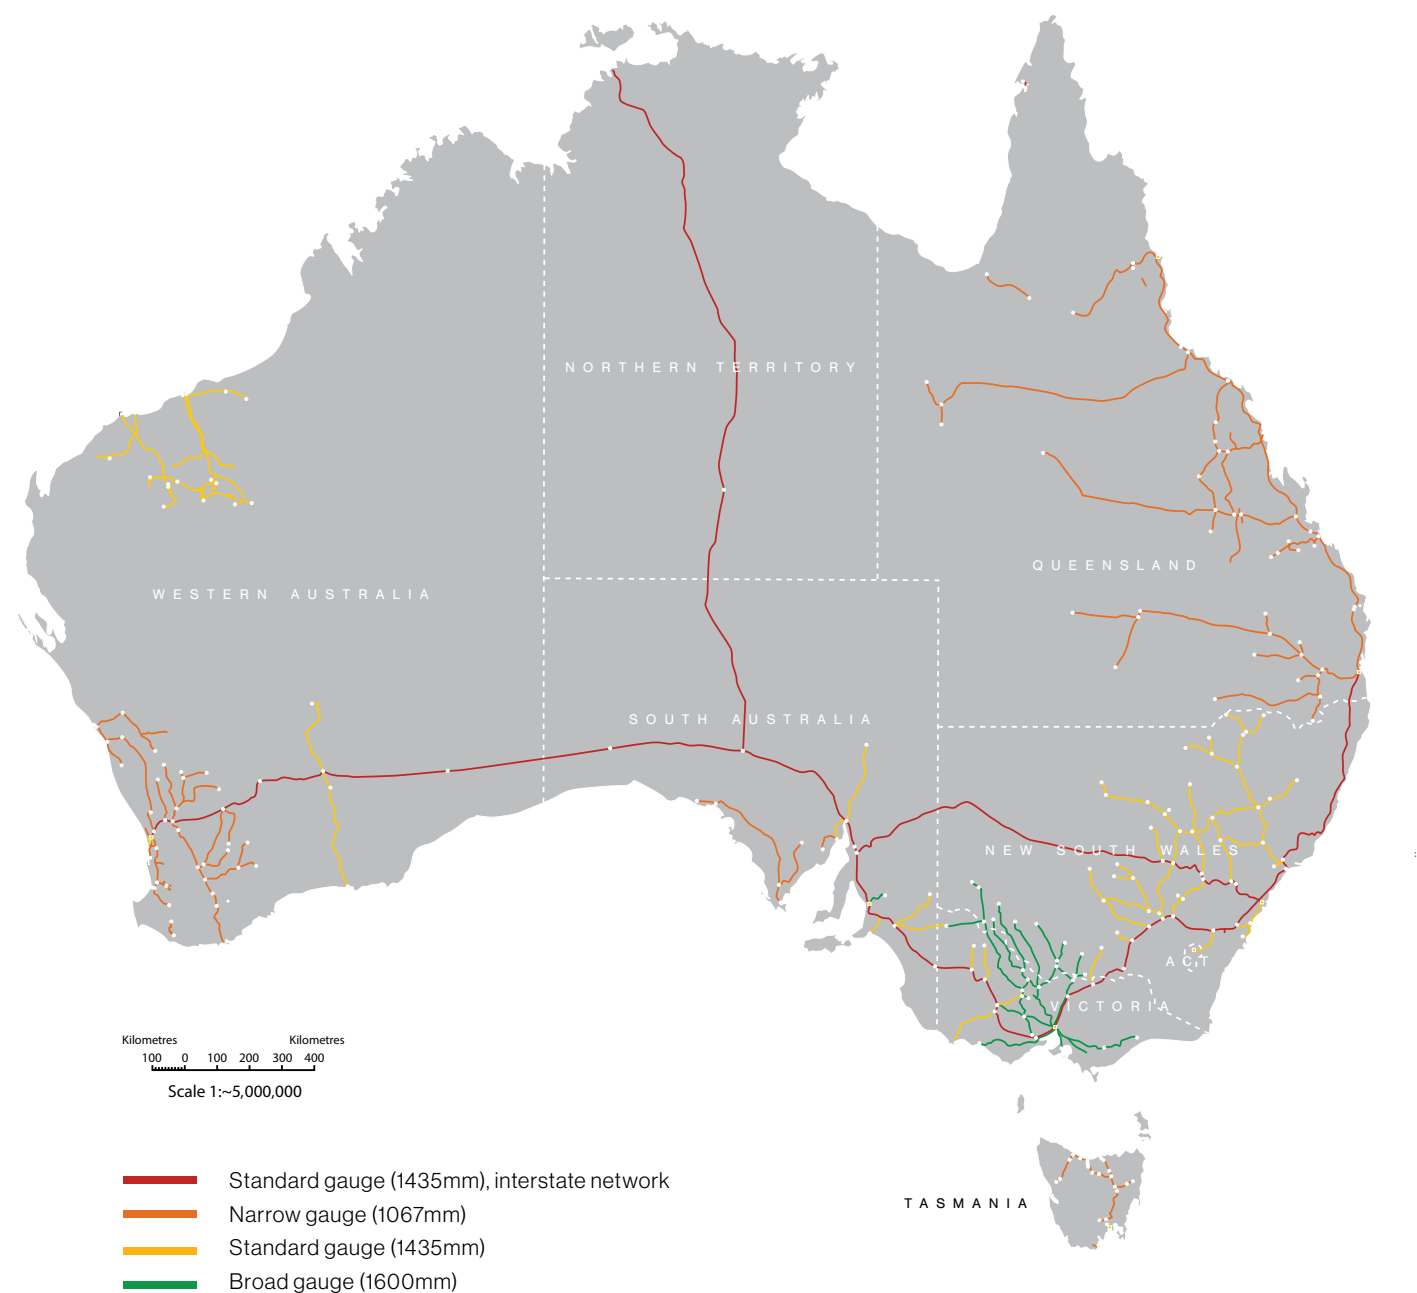 NORTHERN TERRITORY
QUEENSLAND
WESTERN AUSTRALIA
SOUTH AUSTRALIA
NEW SOUTH WALES
ACT
VICTORIA
Kilometres Kilometres
100 0 100 200 300 400
Scale 1:~5,000,000
TASMANIA
Standard gauge (1435mm), interstate network
Narrow gauge (1067mm)
Standard gauge (1435mm)
Broad gauge (1600mm)